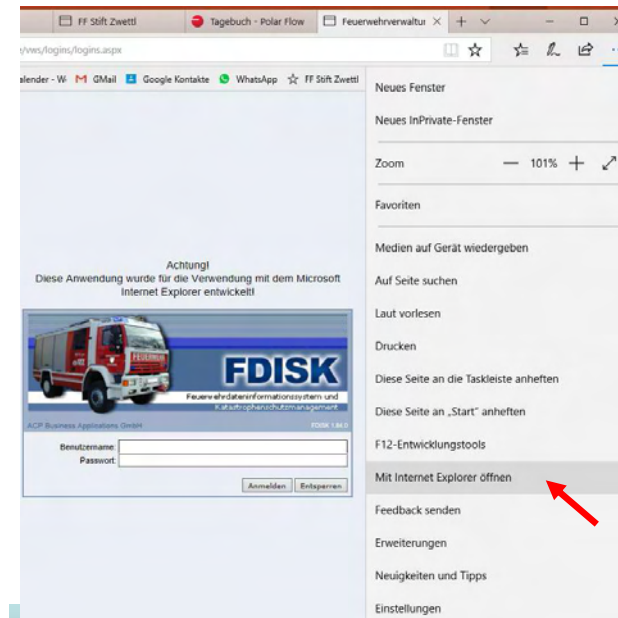 FF Stift Zwettl
Tagebuch - Polar Flow
Feuerwehrverwaltur
/vws/logins/logins.aspx
alender - W
GMail
Google Kontakte
WhatsApp
FF Stift Zwettl
Achtung!
Diese Anwendung wurde für die Verwendung mit dem Microsoft
Internet Explorer entwickelt!
FEUERWEHR
FDISK
Feuerwehrdateninformationssystem und
Katastrophenschutzmanagement
ACP Business Applications GmbH
Benutzername:
Passwort:
Anmelden
Entsperren
Neues Fenster
Neues InPrivate-Fenster
Zoom
101%
Favoriten
Medien auf Gerät wiedergeben
Auf Seite suchen
Laut vorlesen
Drucken
Diese Seite an die Taskleiste anheften
Diese Seite an „Start" anheften
F12-Entwicklungstools
Mit Internet Explorer öffnen
Feedback senden
Erweiterungen
Neuigkeiten und Tipps
Einstellungen